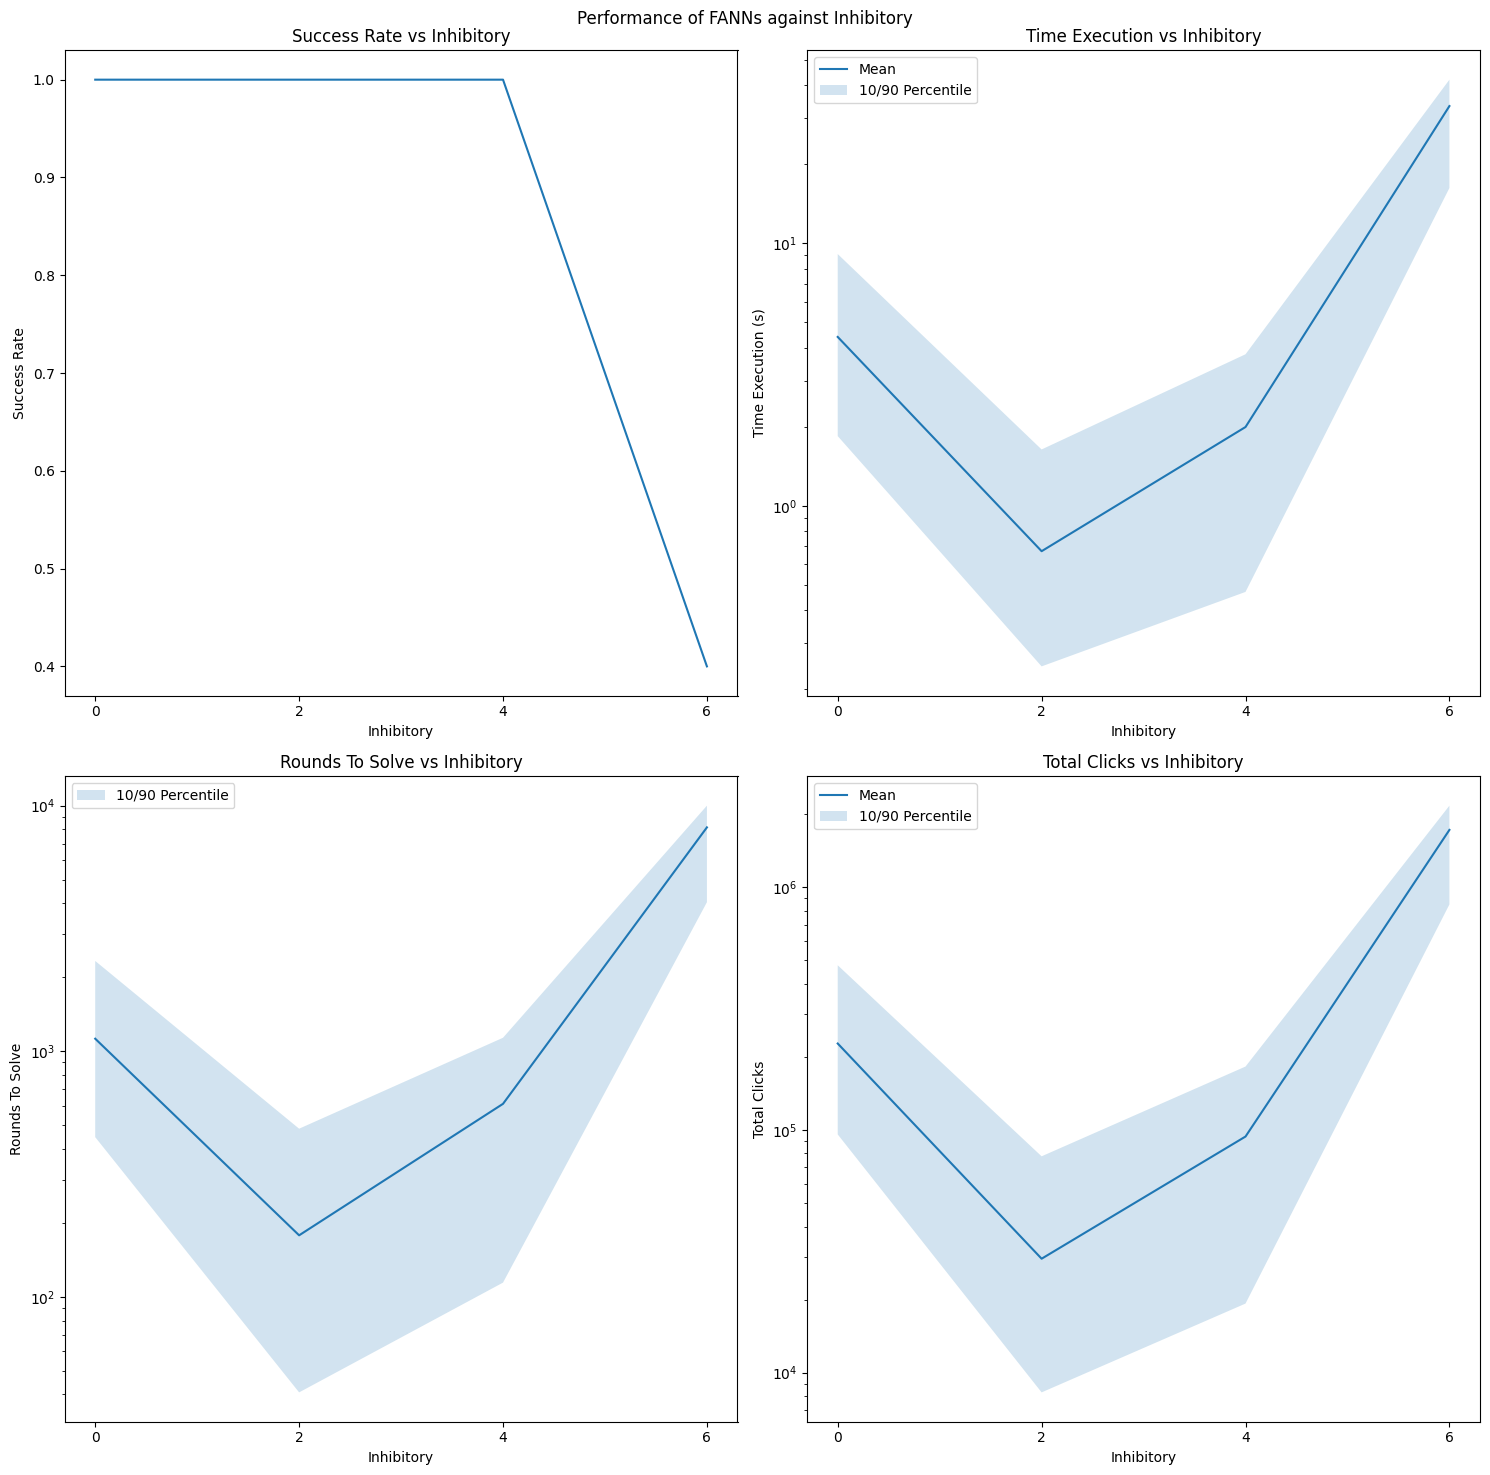 Performance of FANNs against Inhibitory
Success Rate vs Inhibitory
Success Rate
1.0
0.9
0.8
0.7
0.6
0.5
0.4
0 2 4 6
Inhibitory
Time Execution vs Inhibitory
Mean
10/90 Percentile
Time Execution (s)
10¹
10⁰
0 2 4 6
Inhibitory
Rounds To Solve vs Inhibitory
10/90 Percentile
Rounds To Solve
10⁴
10³
10²
0 2 4 6
Inhibitory
Total Clicks vs Inhibitory
Mean
10/90 Percentile
Total Clicks
10⁶
10⁵
10⁴
0 2 4 6
Inhibitory